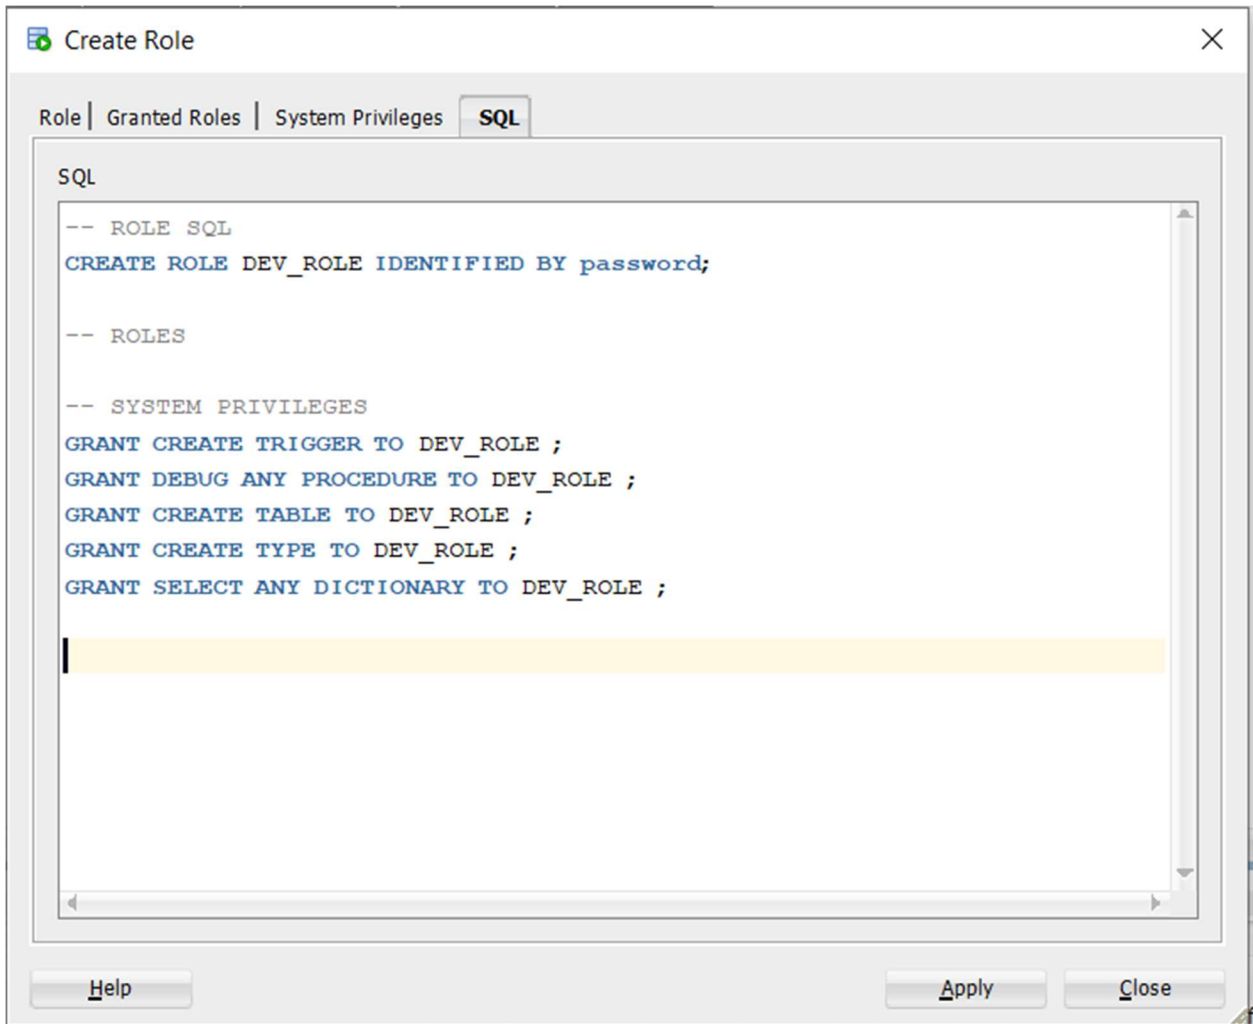 Create Role
Role Granted Roles System Privileges SQL
SQL
-- ROLE SQL
CREATE ROLE DEV_ROLE IDENTIFIED BY password;
-- ROLES
-- SYSTEM PRIVILEGES
GRANT CREATE TRIGGER TO DEV_ROLE ;
GRANT DEBUG ANY PROCEDURE TO DEV_ROLE ;
GRANT CREATE TABLE TO DEV_ROLE ;
GRANT CREATE TYPE TO DEV_ROLE ;
GRANT SELECT ANY DICTIONARY TO DEV_ROLE ;
Help Apply Close